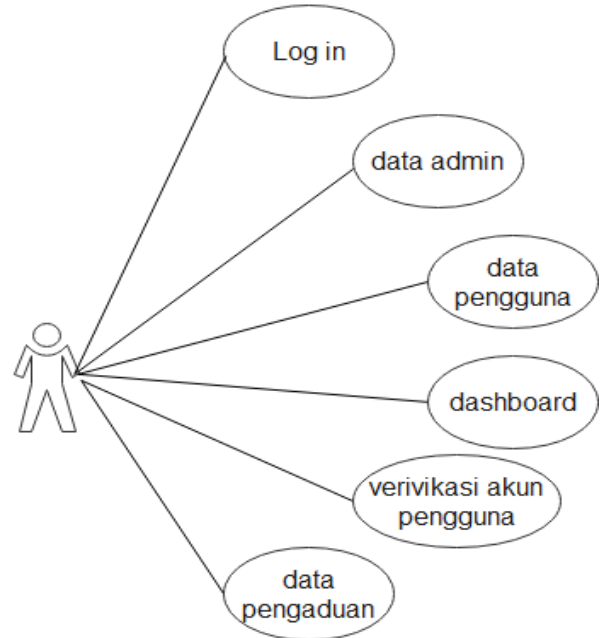 Log in
data admin
data
pengguna
dashboard
verivikasi akun
pengguna
data
pengaduan